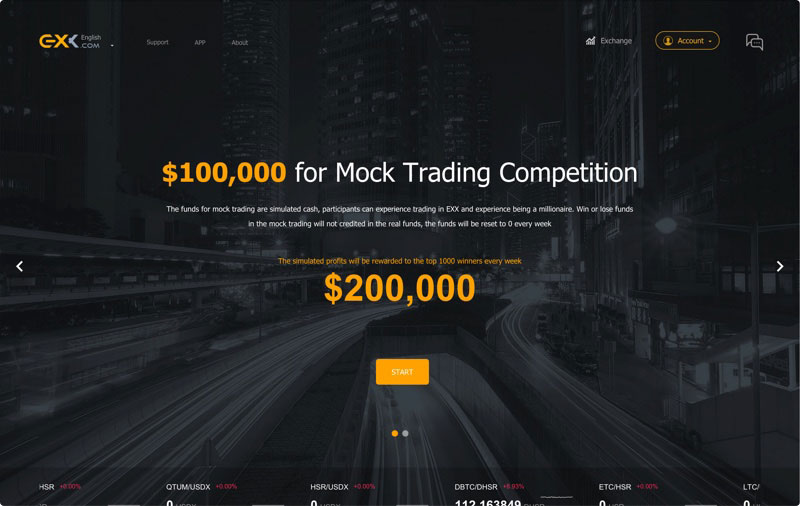 EXX
.COM
English
Support
APP
About
Exchange
Account
$100,000 for Mock Trading Competition
The funds for mock trading are simulated cash, participants can experience trading in EXX and experience being a millionaire. Win or lose funds
in the mock trading will not credited in the real funds, the funds will be reset to 0 every week
The simulated profits will be rewarded to the top 1000 winners every week
$200,000
START
HSR +0.00%
QTUM/USDX +0.00%
HSR/USDX +0.00%
DBTC/DHSR +8.93%
ETC/HSR +0.00%
LTC/
0
0
112.163849
0
0